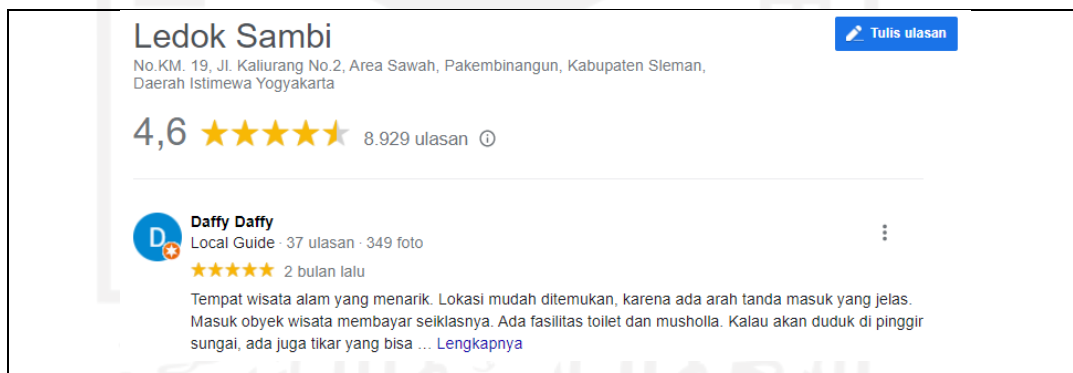 Ledok Sambi
Tulis ulasan
No.KM. 19, Jl. Kaliurang No.2, Area Sawah, Pakembinangun, Kabupaten Sleman,
Daerah Istimewa Yogyakarta
4,6 8.929 ulasan
Daffy Daffy
D
Local Guide · 37 ulasan · 349 foto
2 bulan lalu
Tempat wisata alam yang menarik. Lokasi mudah ditemukan, karena ada arah tanda masuk yang jelas.
Masuk obyek wisata membayar seiklasnya. Ada fasilitas toilet dan musholla. Kalau akan duduk di pinggir
sungai, ada juga tikar yang bisa ... Lengkapnya